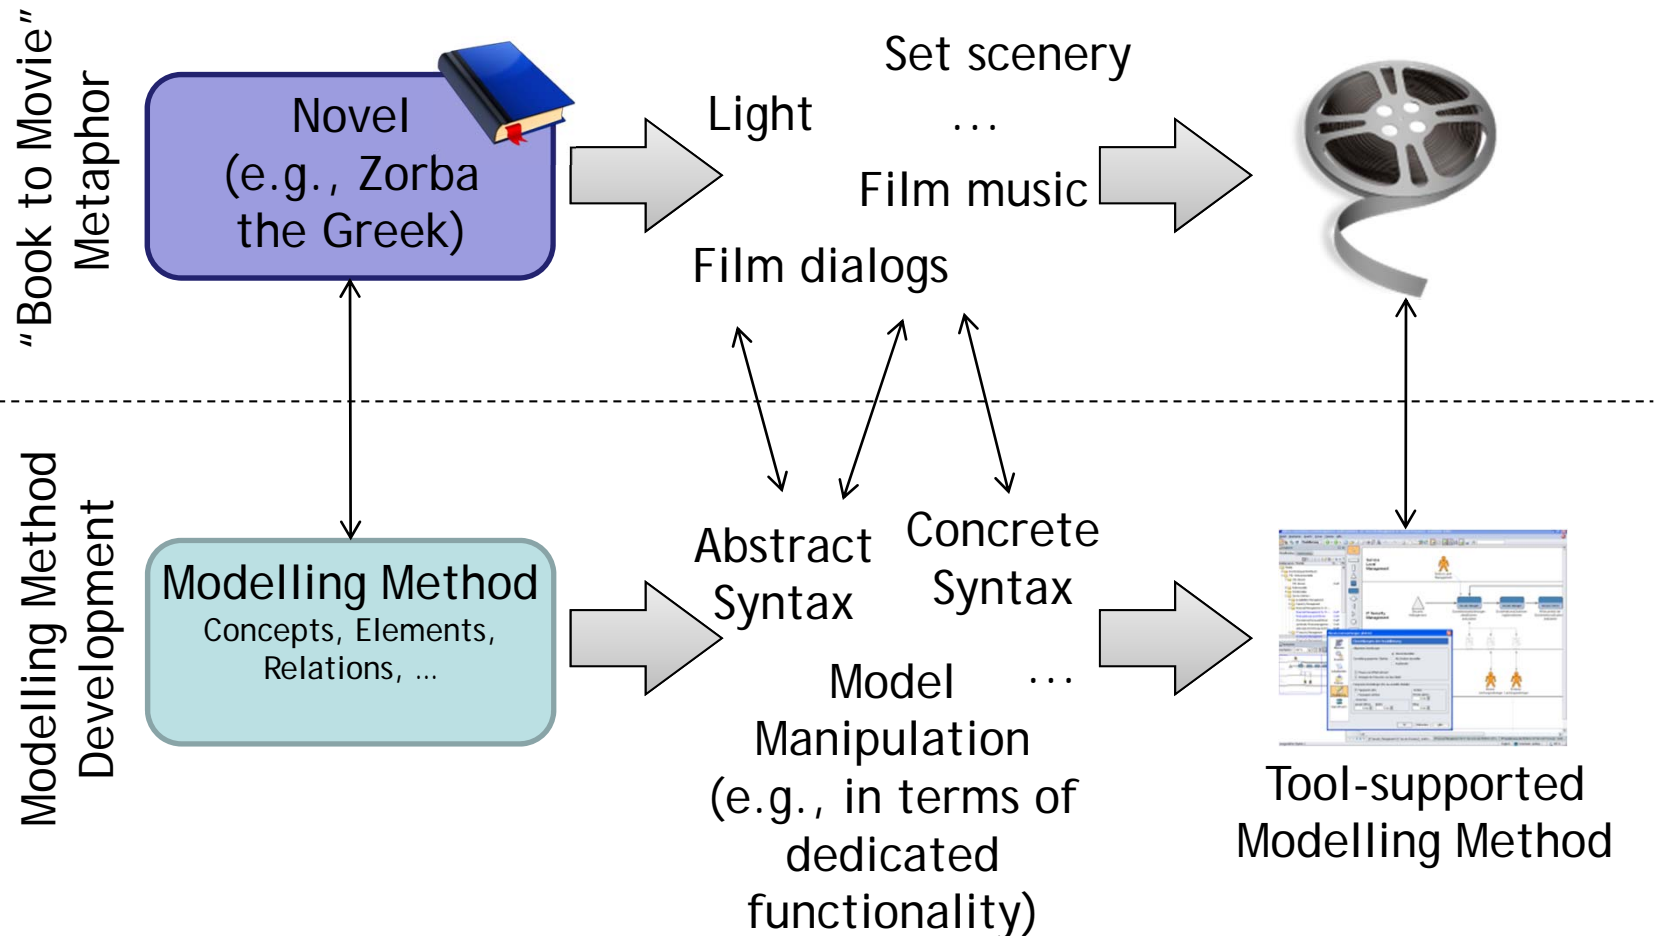 “Book to Movie”
Metaphor
Novel
(e.g., Zorba
the Greek)
Set scenery
Light
...
Film music
Film dialogs
Modelling Method
Development
Modelling Method
Concepts, Elements,
Relations, ...
Abstract
Syntax
Concrete
Syntax
Model
...
Manipulation
(e.g., in terms of
dedicated
functionality)
Tool-supported
Modelling Method